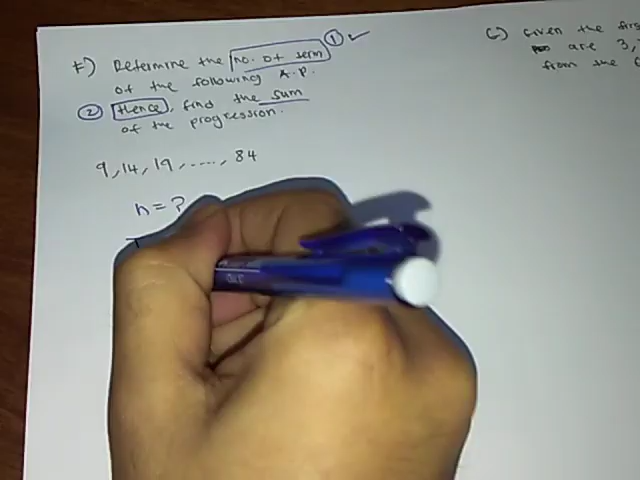 F) Determine the no. of term ①✓
of the following A.P.
② Hence, find the sum
of the progression.
9, 14, 19, ....., 84
n = ?
T
G) Given the firs
are 3,
from the